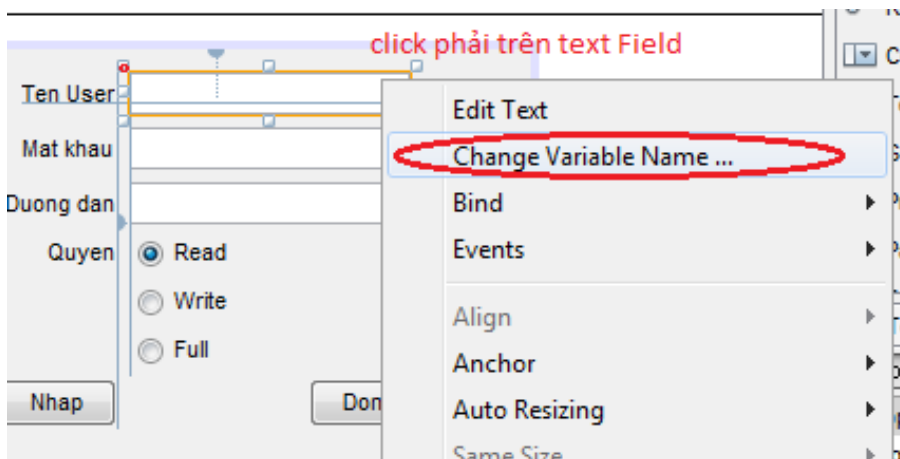 click phải trên text Field
Ten User
Edit Text
Mat khau
Change Variable Name ...
Duong dan
Bind
Quyen
Read
Events
Write
Align
Full
Anchor
Nhap
Auto Resizing
Same Size